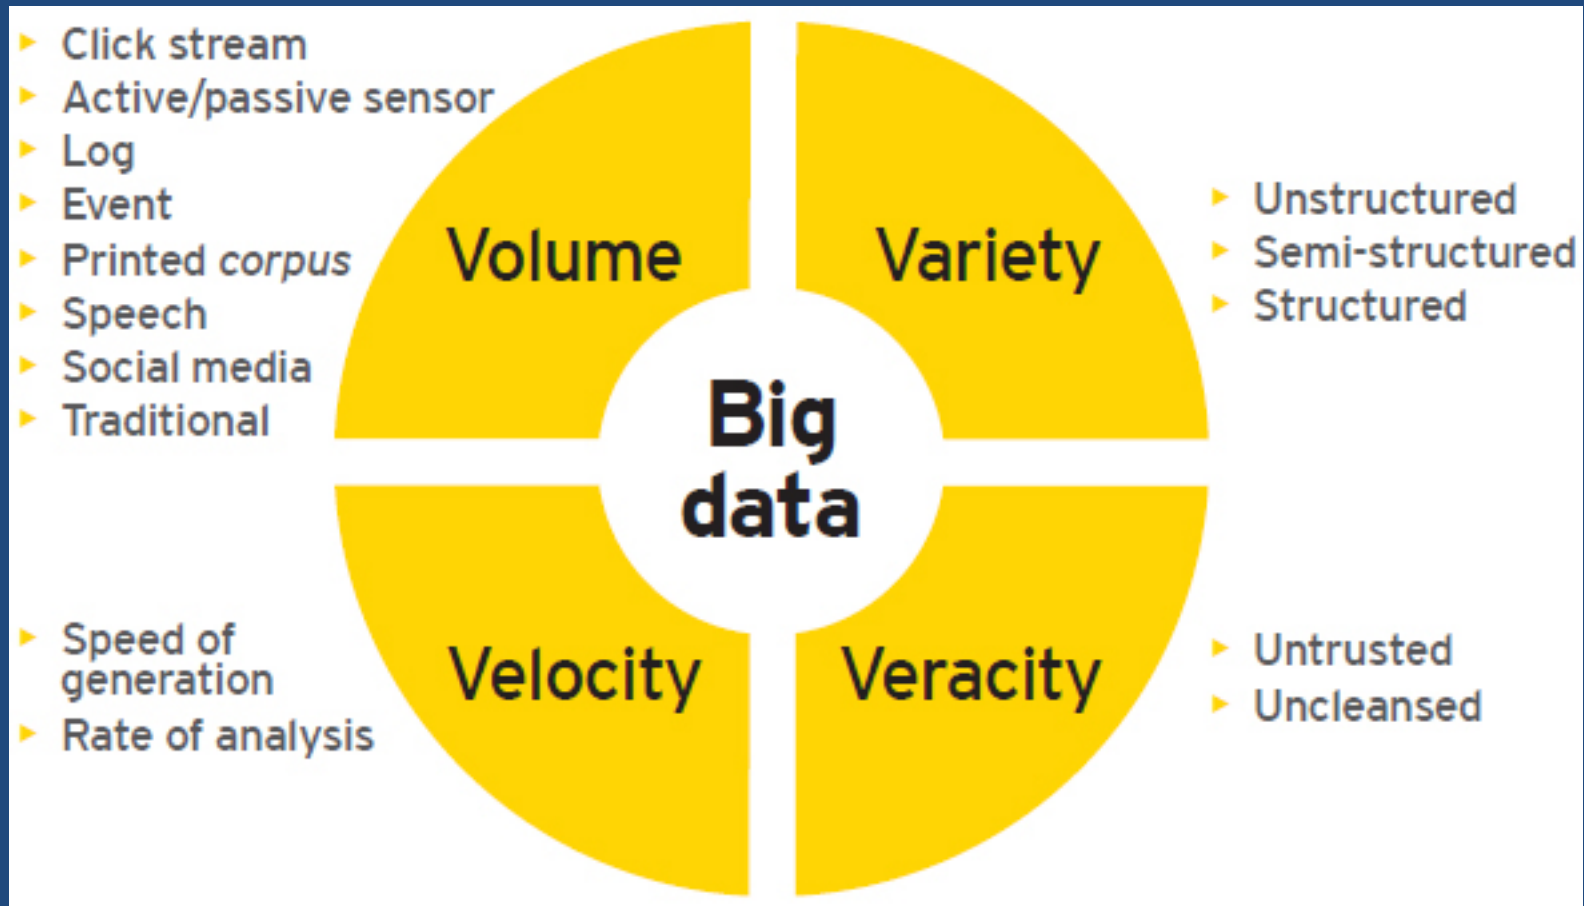 Click stream
Active/passive sensor
Log
Event
Printed corpus
Speech
Social media
Traditional
Volume
Variety
Unstructured
Semi-structured
Structured
Big
data
Speed of
generation
Rate of analysis
Velocity
Veracity
Untrusted
Uncleansed